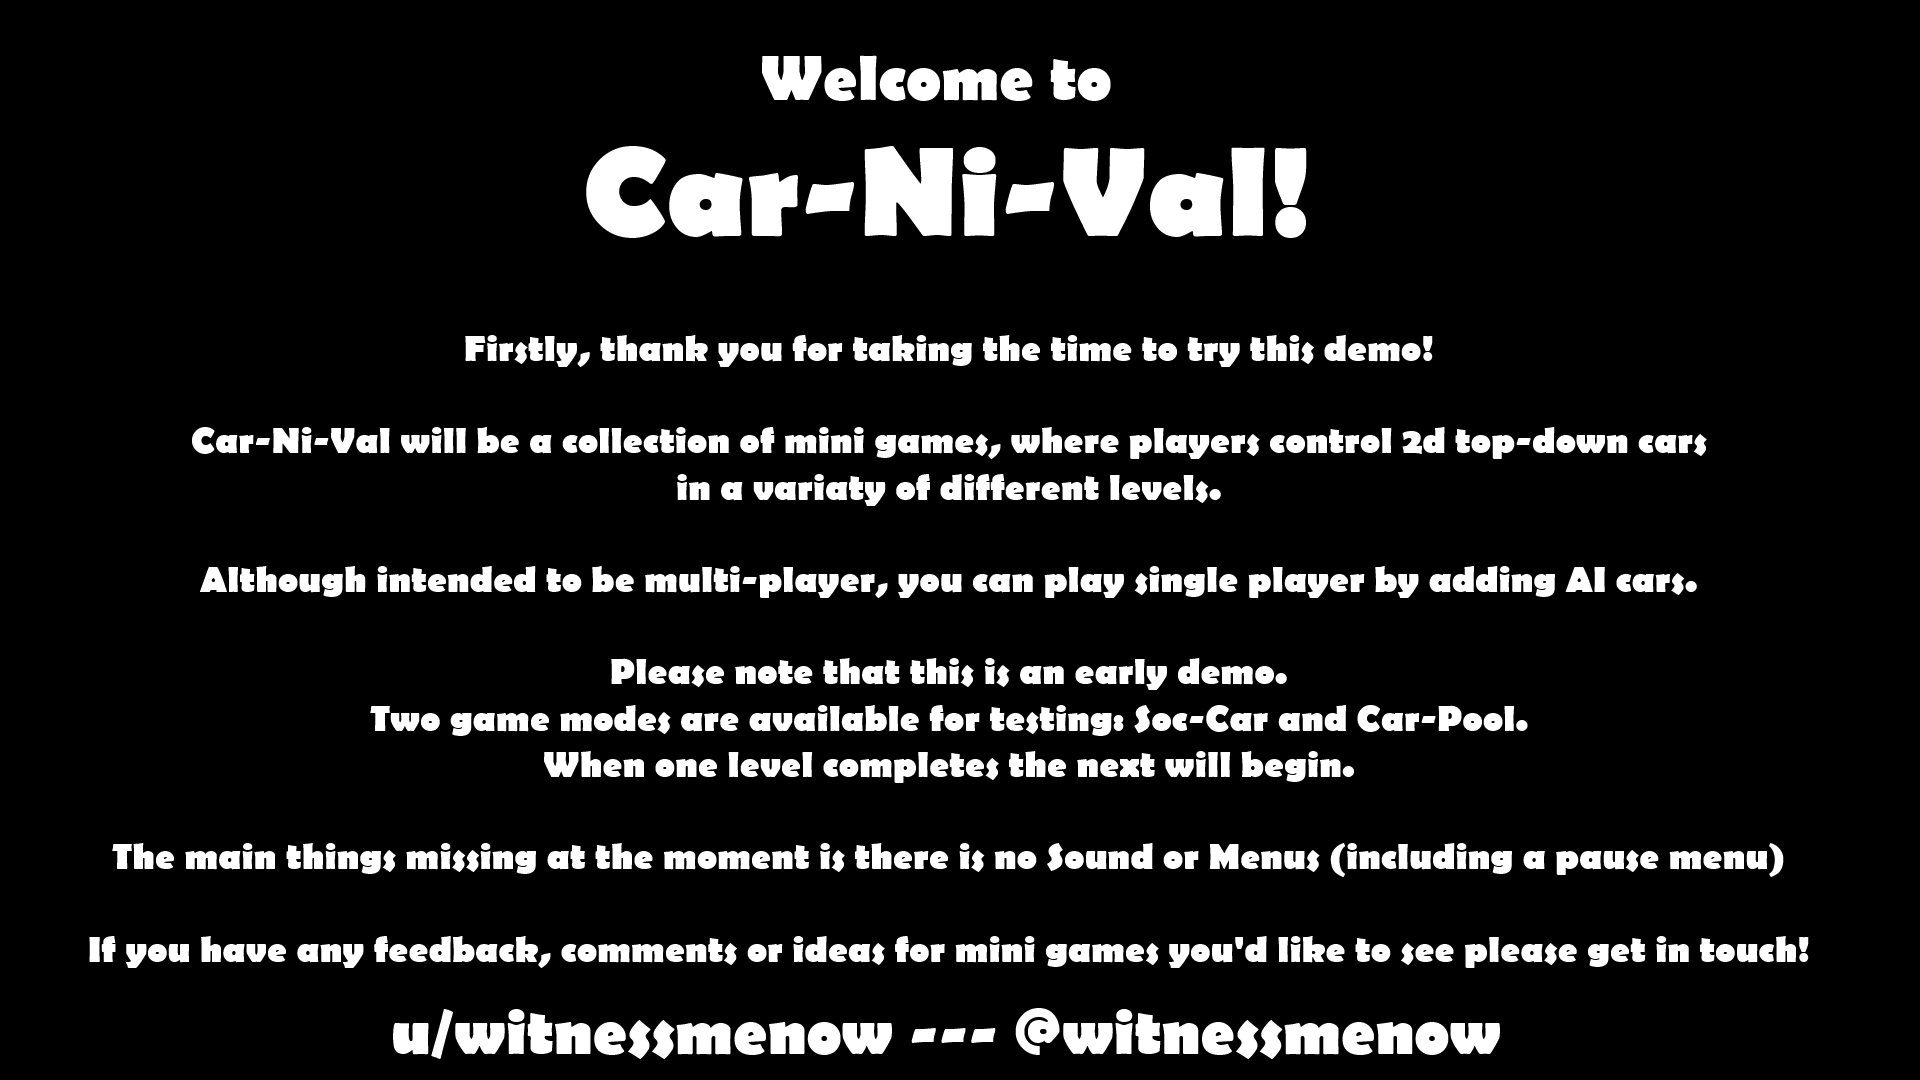 Welcome to
Car-Ni-Val!
Firstly, thank you for taking the time to try this demo!
Car-Ni-Val will be a collection of mini games, where players control 2d top-down cars
in a variaty of different levels.
Although intended to be multi-player, you can play single player by adding AI cars.
Please note that this is an early demo.
Two game modes are available for testing: Soc-Car and Car-Pool.
When one level completes the next will begin.
The main things missing at the moment is there is no Sound or Menus (including a pause menu)
If you have any feedback, comments or ideas for mini games you'd like to see please get in touch!
u/witnessmenow --- @witnessmenow